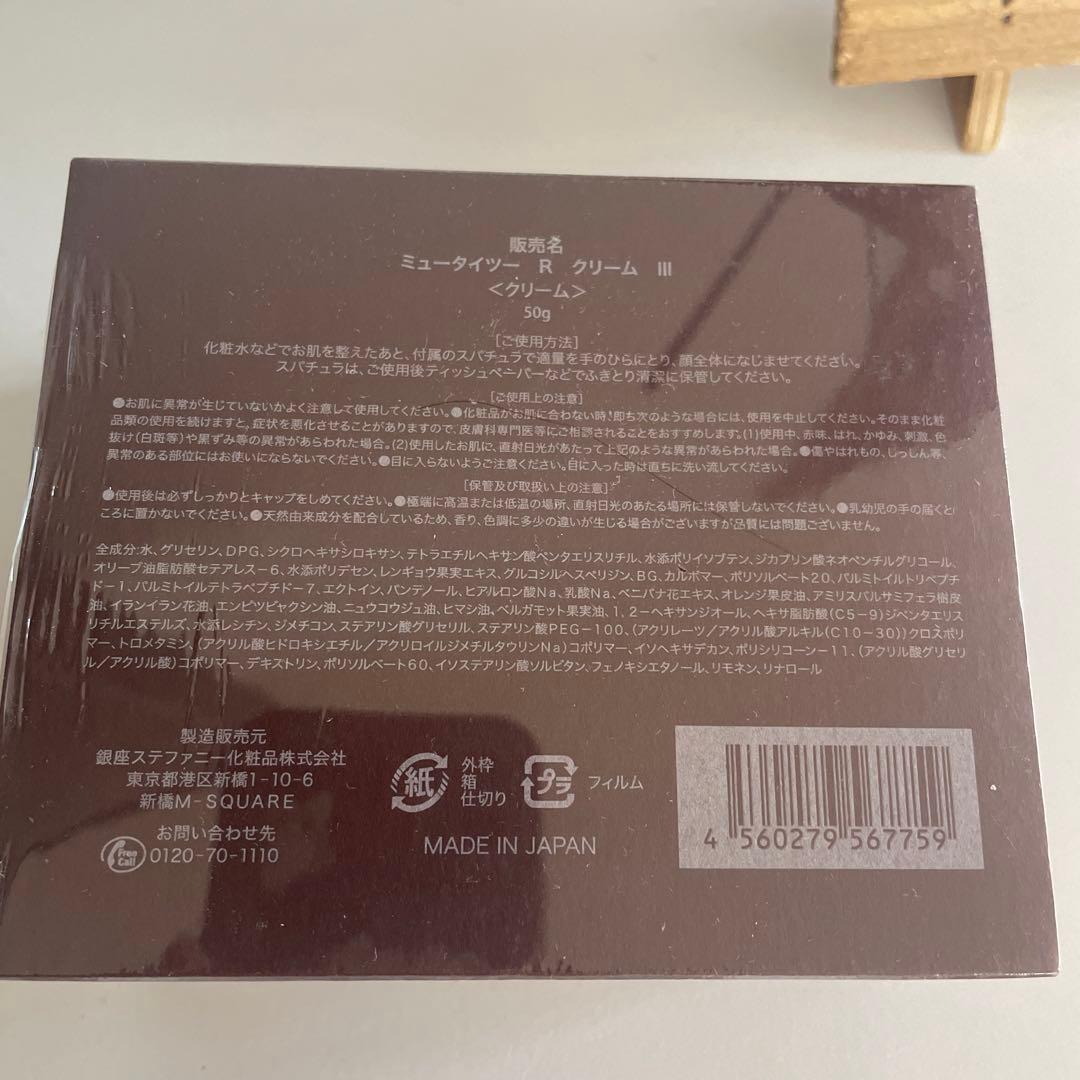 販売名
ミュータイツー R クリーム III
<クリーム>
50g
[ご使用方法]
化粧水などでお肌を整えたあと、付属のスパチュラで適量を手のひらにとり、顔全体になじませてください。
スパチュラは、ご使用後ティッシュペーパーなどでふきとり清潔に保管してください。
[ご使用上の注意]
●お肌に異常が生じていないかよく注意して使用してください。●化粧品がお肌に合わない時、即ち次のような場合には、使用を中止してください。そのまま化粧
品類の使用を続けますと、症状を悪化させることがありますので、皮膚科専門医等にご相談されることをおすすめします。(1)使用中、赤味、はれ、かゆみ、刺激、色
抜け(白斑等)や黒ずみ等の異常があらわれた場合。(2)使用したお肌に、直射日光があたって上記のような異常があらわれた場合。●傷やはれもの、しっしん等、
異常のある部位にはお使いにならないでください。●目に入らないようご注意ください。目に入った時は直ちに洗い流してください。
[保管及び取扱い上の注意]
●使用後は必ずしっかりとキャップをしめてください。●極端に高温または低温の場所、直射日光のあたる場所には保管しないでください。●乳幼児の手の届くと
ころに置かないでください。●天然由来成分を配合しているため、香り、色調に多少の違いが生じる場合がございますが品質には問題ございません。
全成分:水、グリセリン、DPG、シクロヘキサシロキサン、テトラエチルヘキサン酸ペンタエリスリチル、水添ポリイソブテン、ジカプリン酸ネオペンチルグリコール、
オリーブ油脂肪酸セテアレス-6、水添ポリデセン、レンギョウ果実エキス、グルコシルヘスペリジン、BG、カルボマー、ポリソルベート20、パルミトイルトリペプチ
ド-1、パルミトイルテトラペプチド-7、エクトイン、パンテノール、ヒアルロン酸Na、乳酸Na、ベニバナ花エキス、オレンジ果皮油、アミリスバルサミフェラ樹皮
油、イランイラン花油、エンピツビャクシン油、ニュウコウジュ油、ヒマシ油、ベルガモット果実油、1,2-ヘキサンジオール、ヘキサ脂肪酸(C5-9)ジペンタエリス
リチルエステルズ、水添レシチン、ジメチコン、ステアリン酸グリセリル、ステアリン酸PEG-100、(アクリレーツ/アクリル酸アルキル(C10-30))クロスポリ
マー、トロメタミン、(アクリル酸ヒドロキシエチル/アクリロイルジメチルタウリンNa)コポリマー、イソヘキサデカン、ポリシリコーン-11、(アクリル酸グリセリ
ル/アクリル酸)コポリマー、デキストリン、ポリソルベート60、イソステアリン酸ソルビタン、フェノキシエタノール、リモネン、リナロール
製造販売元
銀座ステファニー化粧品株式会社
東京都港区新橋1-10-6
新橋M-SQUARE
お問い合わせ先
Free Call 0120-70-1110
紙 外枠
箱
仕切り
プラ フィルム
MADE IN JAPAN
4 560279 567759